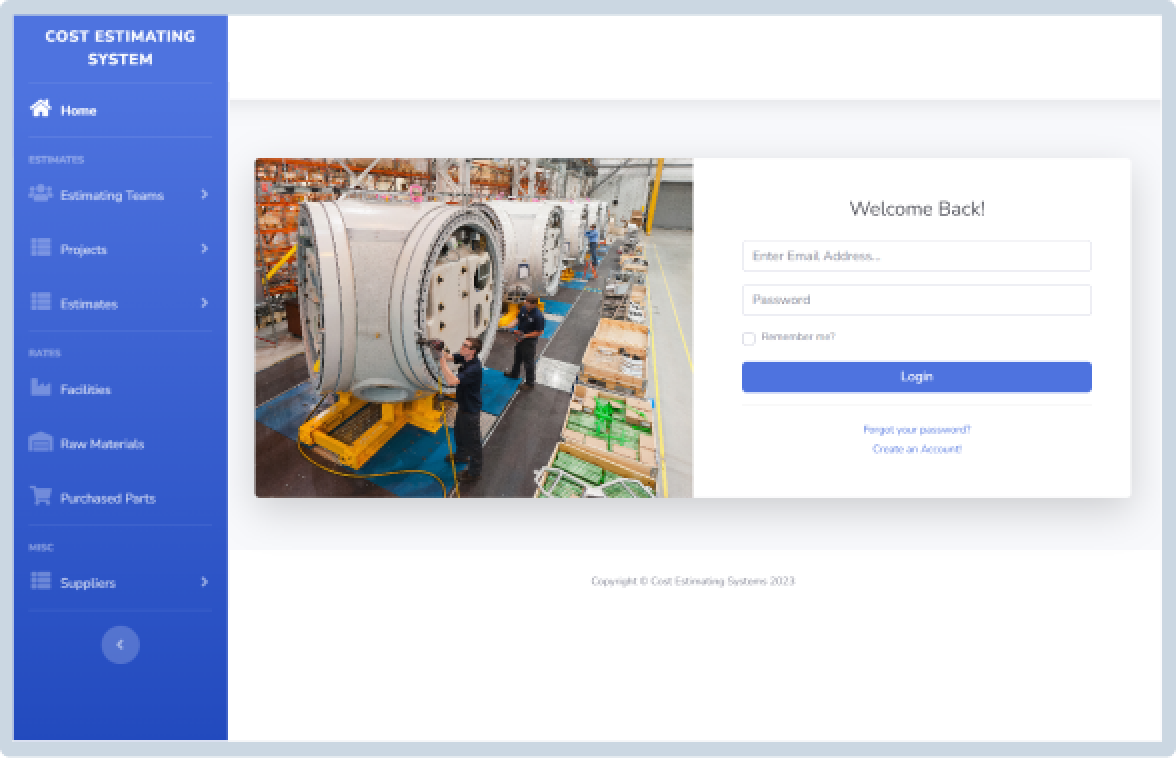 COST ESTIMATING
SYSTEM
Home
ESTIMATES
Estimating Teams
Projects
Estimates
RATES
Facilities
Raw Materials
Purchased Parts
MISC
Suppliers
Welcome Back!
Enter Email Address...
Password
Remember me?
Login
Forgot your password?
Create an Account!
Copyright © Cost Estimating Systems 2023